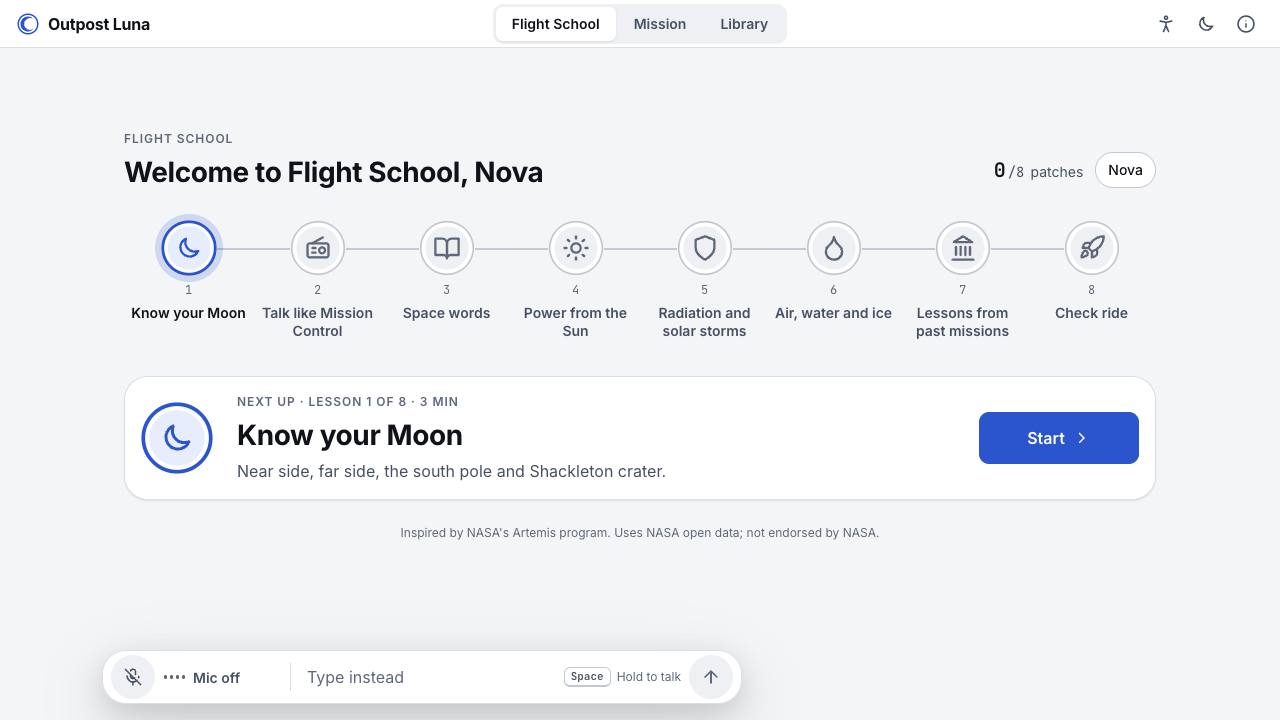 Outpost Luna
Flight School
Mission
Library
FLIGHT SCHOOL
Welcome to Flight School, Nova
0/8 patches
Nova
1
Know your Moon
2
Talk like Mission
Control
3
Space words
4
Power from the
Sun
5
Radiation and
solar storms
6
Air, water and ice
7
Lessons from
past missions
8
Check ride
NEXT UP · LESSON 1 OF 8 · 3 MIN
Know your Moon
Near side, far side, the south pole and Shackleton crater.
Start
Inspired by NASA's Artemis program. Uses NASA open data; not endorsed by NASA.
Mic off
Type instead
Space
Hold to talk